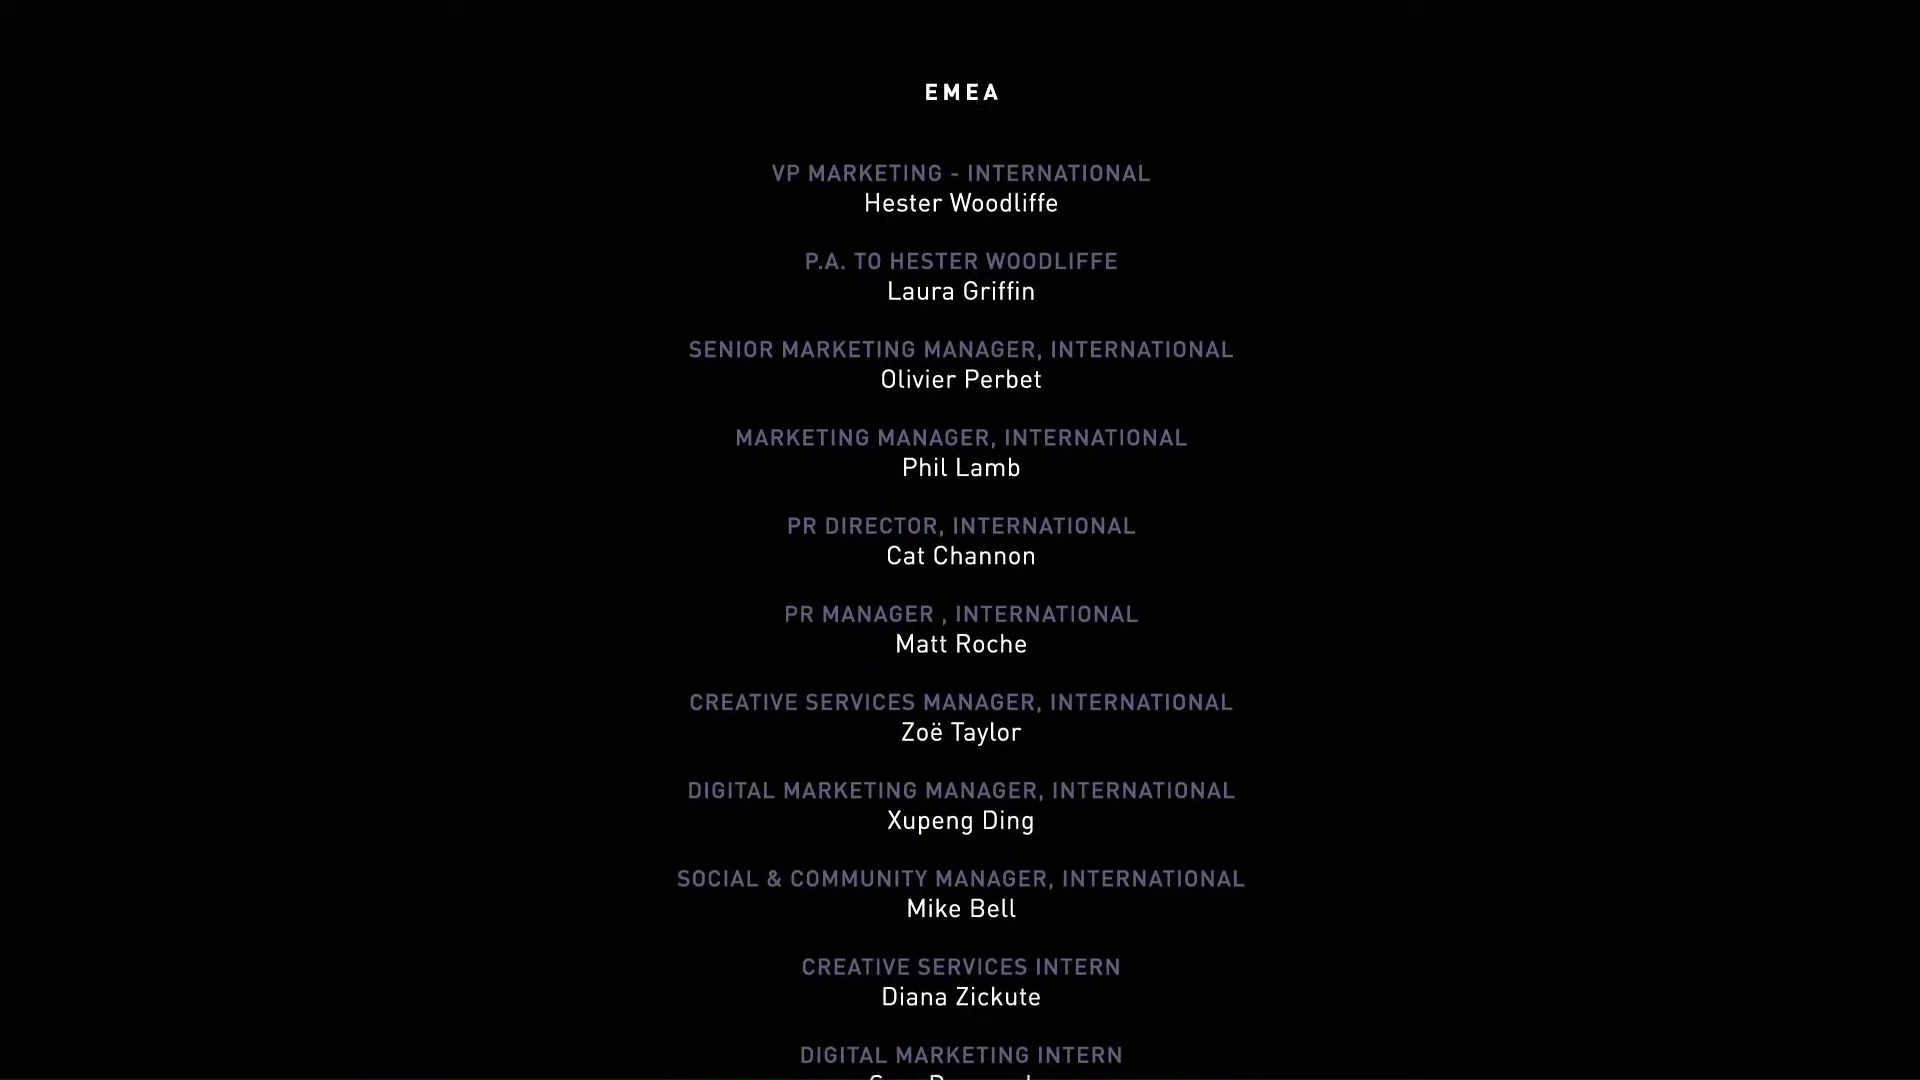 EMEA
VP MARKETING - INTERNATIONAL
Hester Woodliffe
P.A. TO HESTER WOODLIFFE
Laura Griffin
SENIOR MARKETING MANAGER, INTERNATIONAL
Olivier Perbet
MARKETING MANAGER, INTERNATIONAL
Phil Lamb
PR DIRECTOR, INTERNATIONAL
Cat Channon
PR MANAGER , INTERNATIONAL
Matt Roche
CREATIVE SERVICES MANAGER, INTERNATIONAL
Zoë Taylor
DIGITAL MARKETING MANAGER, INTERNATIONAL
Xupeng Ding
SOCIAL & COMMUNITY MANAGER, INTERNATIONAL
Mike Bell
CREATIVE SERVICES INTERN
Diana Zickute
DIGITAL MARKETING INTERN